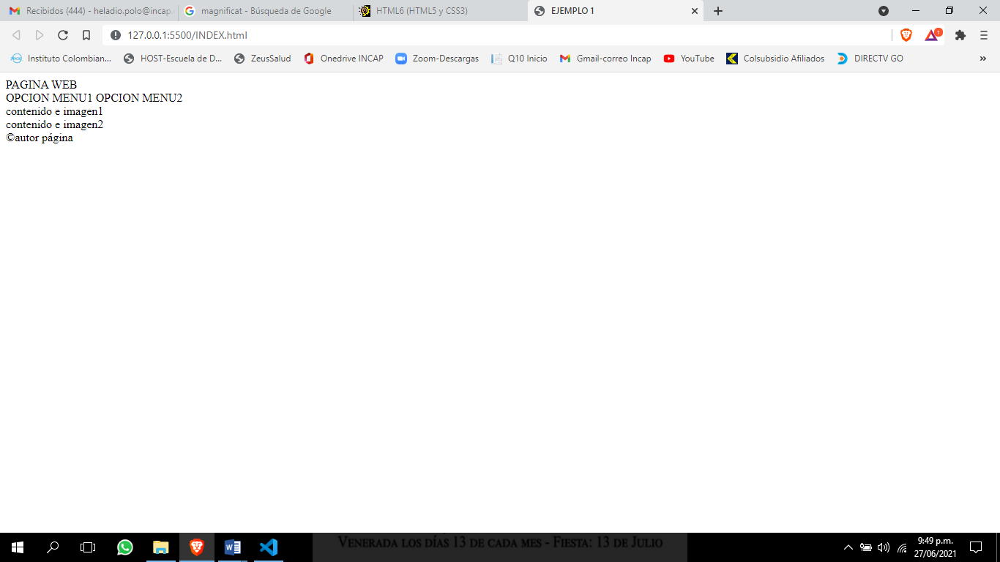 Recibidos (444) - heladio.polo@incap.
magnificat - Búsqueda de Google
HTML6 (HTML5 y CSS3)
EJEMPLO 1
127.0.0.1:5500/INDEX.html
1
Instituto Colombian...
HOST-Escuela de D...
ZeusSalud
Onedrive INCAP
Zoom-Descargas
Q10 Inicio
Gmail-correo Incap
YouTube
Colsubsidio Afiliados
DIRECTV GO
»
PAGINA WEB
OPCION MENU1 OPCION MENU2
contenido e imagen1
contenido e imagen2
©autor página
VENERADA LOS DÍAS 13 DE CADA MES - FIESTA: 13 DE JULIO
9:49 p.m.
27/06/2021